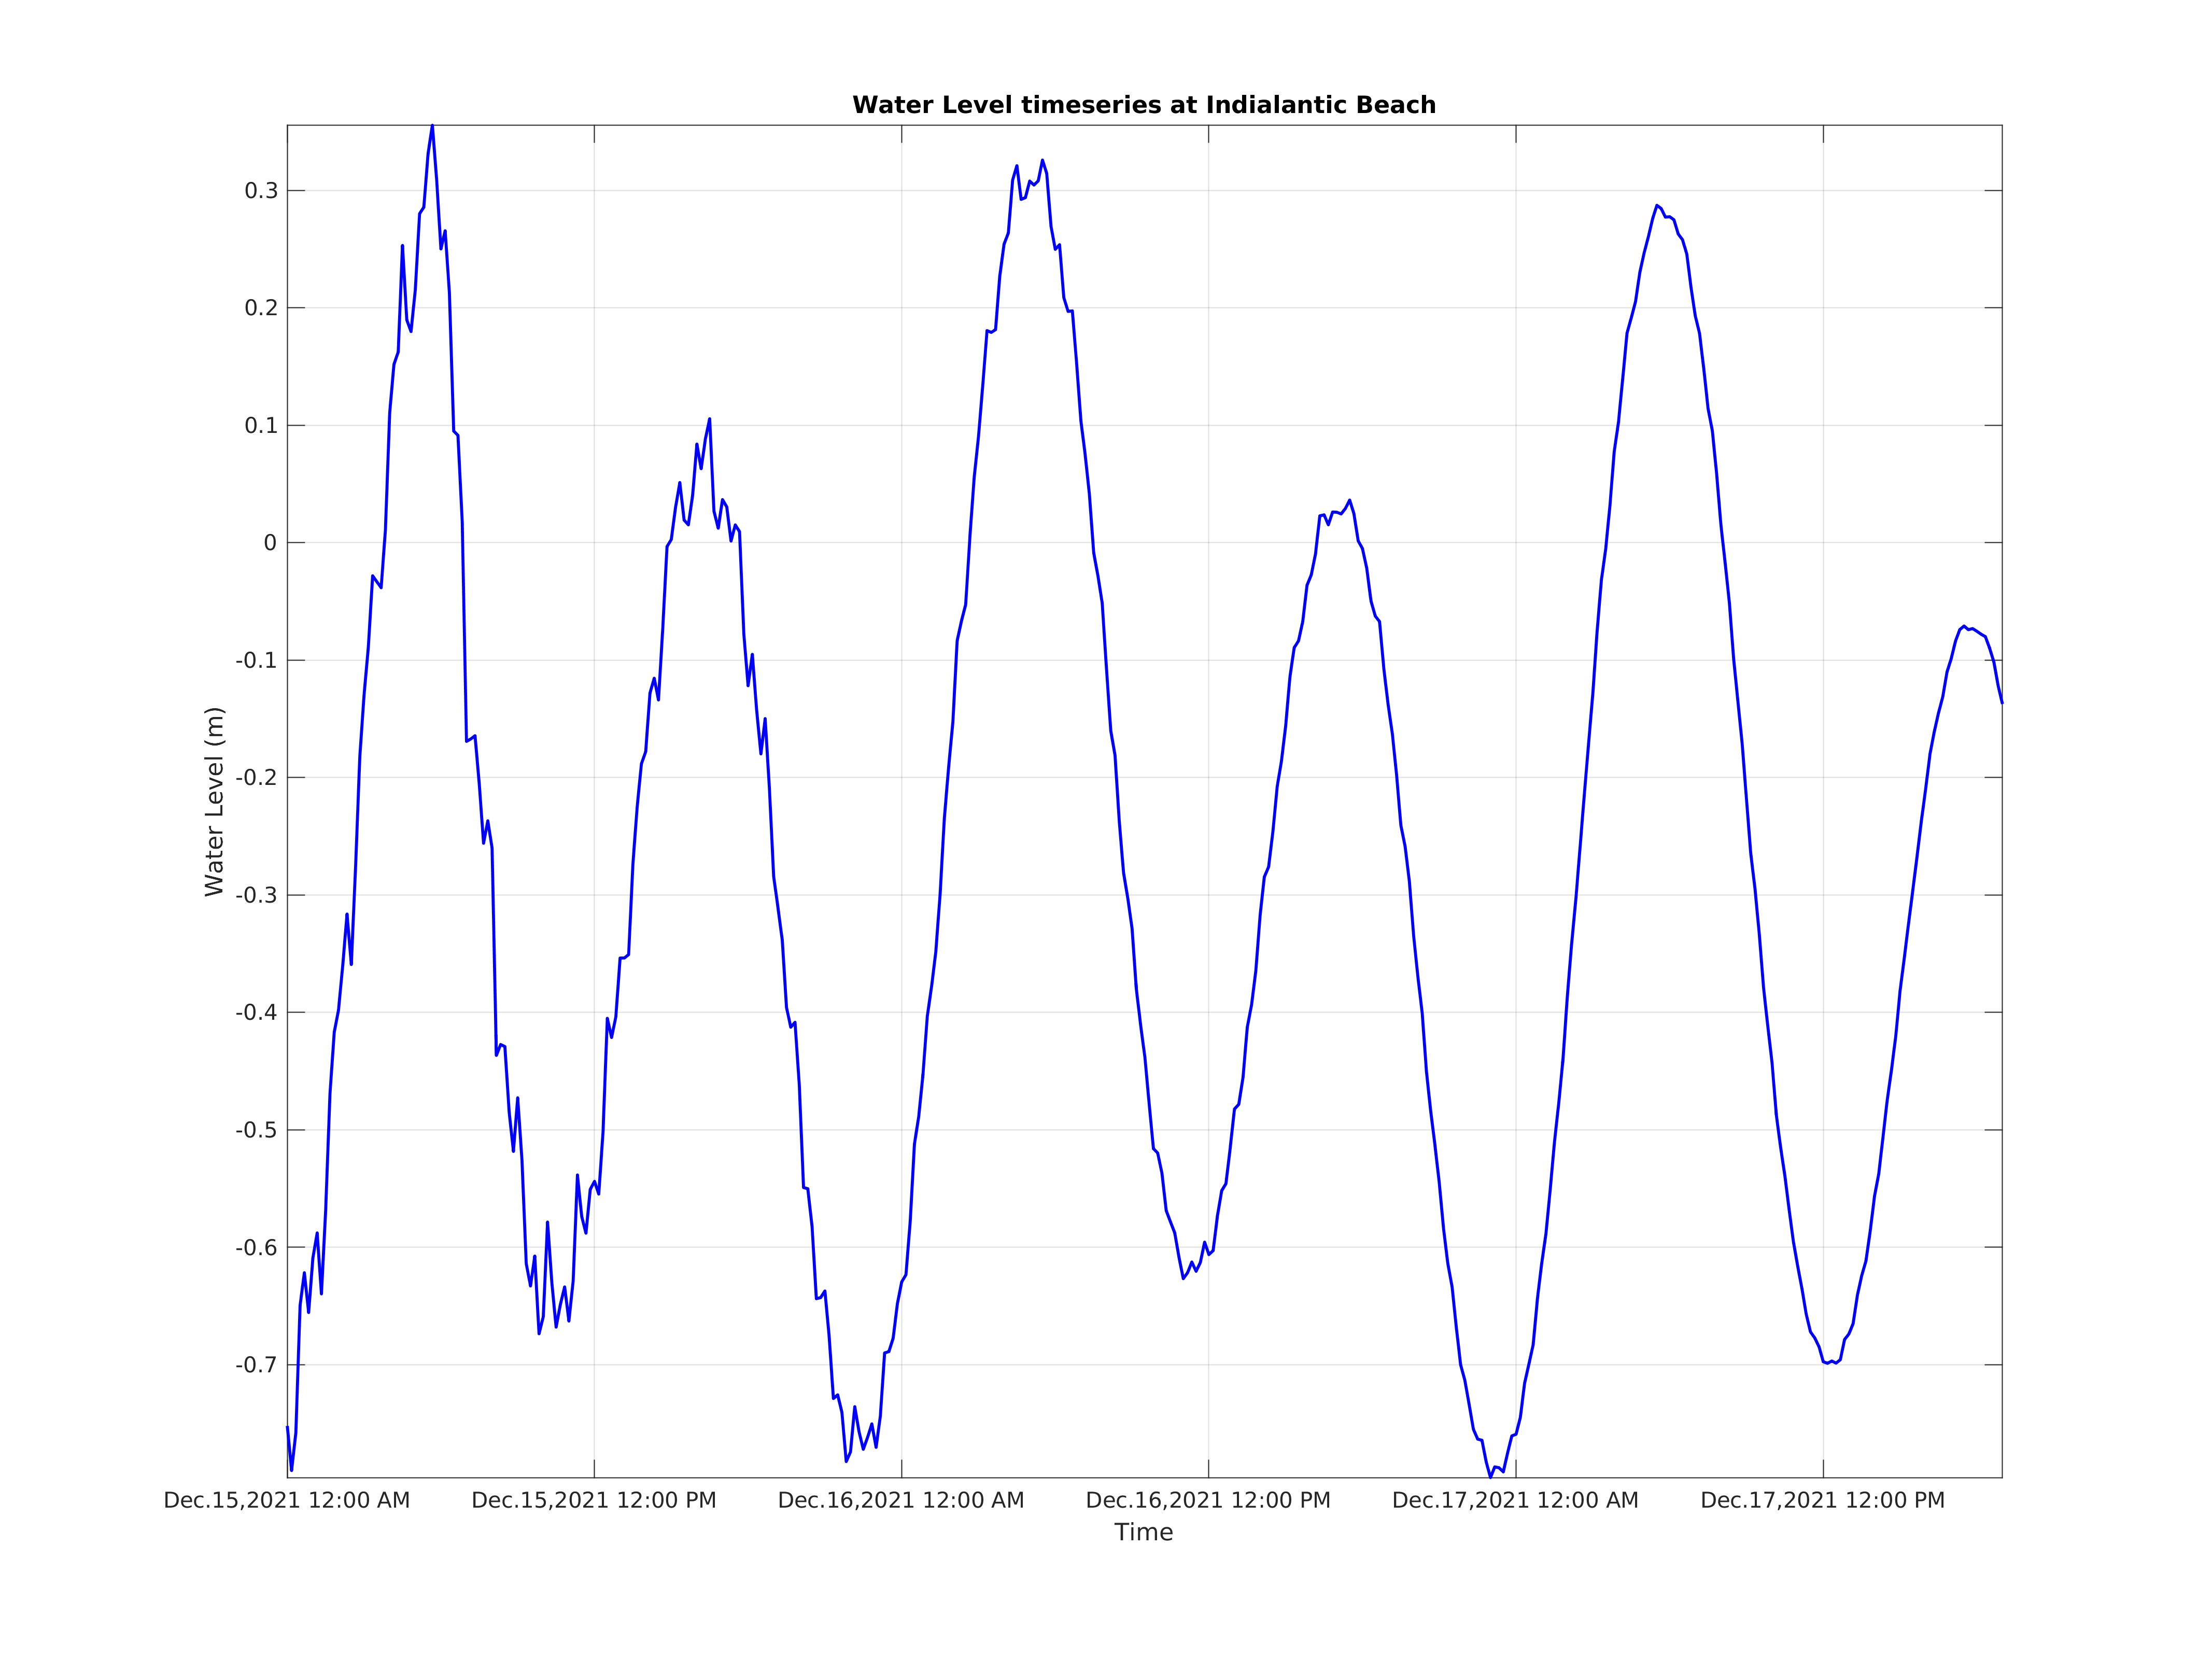 Water Level timeseries at Indialantic Beach
0.3
0.2
0.1
0
-0.1
-0.2
-0.3
-0.4
-0.5
-0.6
-0.7
Water Level (m)
Dec.15,2021 12:00 AM Dec.15,2021 12:00 PM Dec.16,2021 12:00 AM Dec.16,2021 12:00 PM Dec.17,2021 12:00 AM Dec.17,2021 12:00 PM
Time